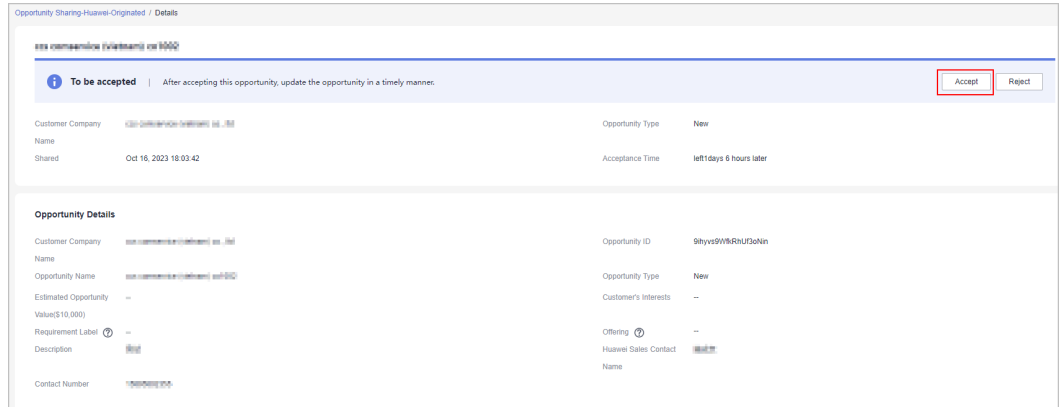 Opportunity Sharing-Huawei-Originated / Details
To be accepted | After accepting this opportunity, update the opportunity in a timely manner. Accept Reject
Customer Company Name Opportunity Type New
Shared Oct 16, 2023 18:03:42 Acceptance Time left1days 6 hours later
Opportunity Details
Customer Company Name Opportunity ID 9ihyvs9WfkRhUf3oNin
Opportunity Name Opportunity Type New
Estimated Opportunity Value($10,000) -- Customer's Interests --
Requirement Label ? -- Offering ? --
Description Huawei Sales Contact Name
Contact Number